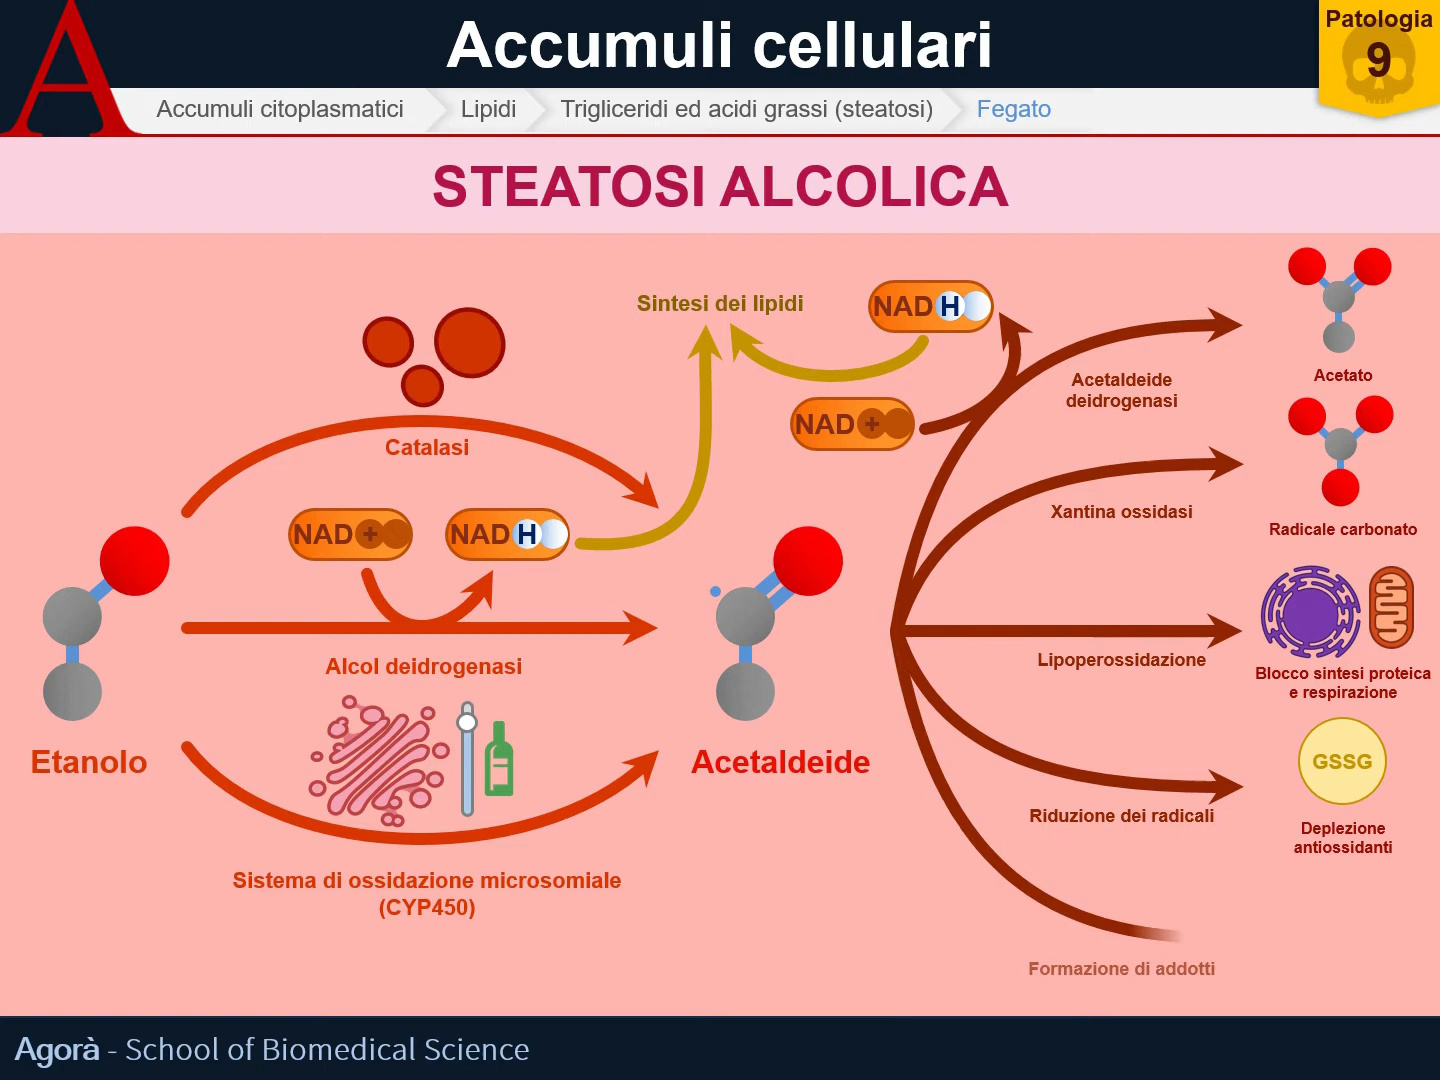 A
Accumuli cellulari
Patologia
9
Accumuli citoplasmatici
Lipidi
Trigliceridi ed acidi grassi (steatosi)
Fegato
STEATOSI ALCOLICA
Sintesi dei lipidi
NAD H
Acetato
Acetaldeide
deidrogenasi
NAD +
Catalasi
Xantina ossidasi
Radicale carbonato
NAD +
NAD H
Alcol deidrogenasi
Lipoperossidazione
Blocco sintesi proteica
e respirazione
Etanolo
Acetaldeide
GSSG
Riduzione dei radicali
Deplezione
antiossidanti
Sistema di ossidazione microsomiale
(CYP450)
Formazione di addotti
Agorà - School of Biomedical Science